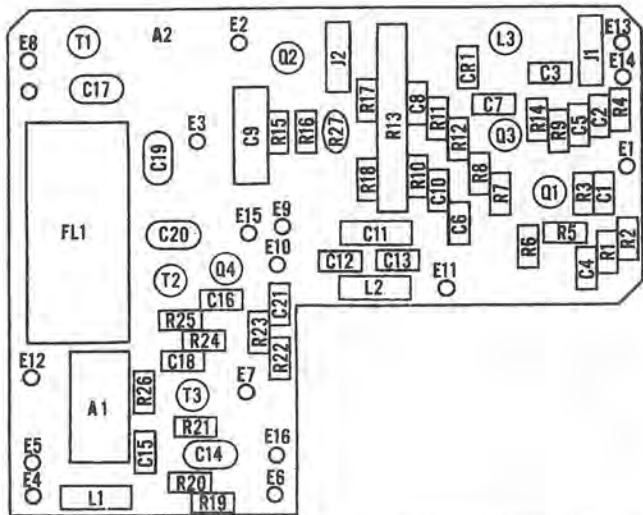 E8
T1
A2
E2
Q2
J2
L3
J1
E13
E14
CR1
C3
C17
R17
R13
C8
R11
C7
R12
Q3
R14
R9
C5
C2
R4
E3
C9
R15
R16
R27
C19
R18
R10
C10
R8
R7
Q1
R3
C1
E1
FL1
C20
E15
E9
E10
C11
C6
R6
R5
R2
R1
C4
C12
C13
L2
E11
T2
Q4
C16
C21
R25
R24
R23
R22
C18
E12
A1
R26
T3
E7
R21
C15
C14
E16
E5
E4
L1
R20
R19
E6